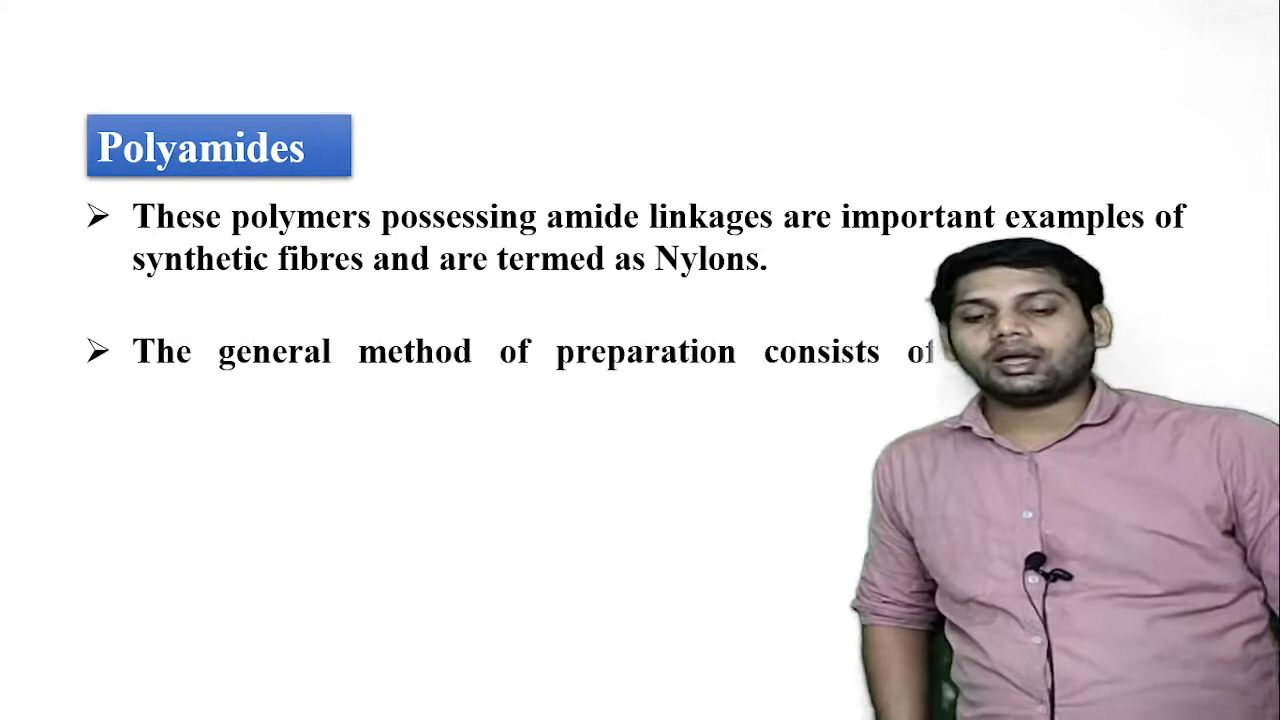 Polyamides
These polymers possessing amide linkages are important examples of
synthetic fibres and are termed as Nylons.
The general method of preparation consists of